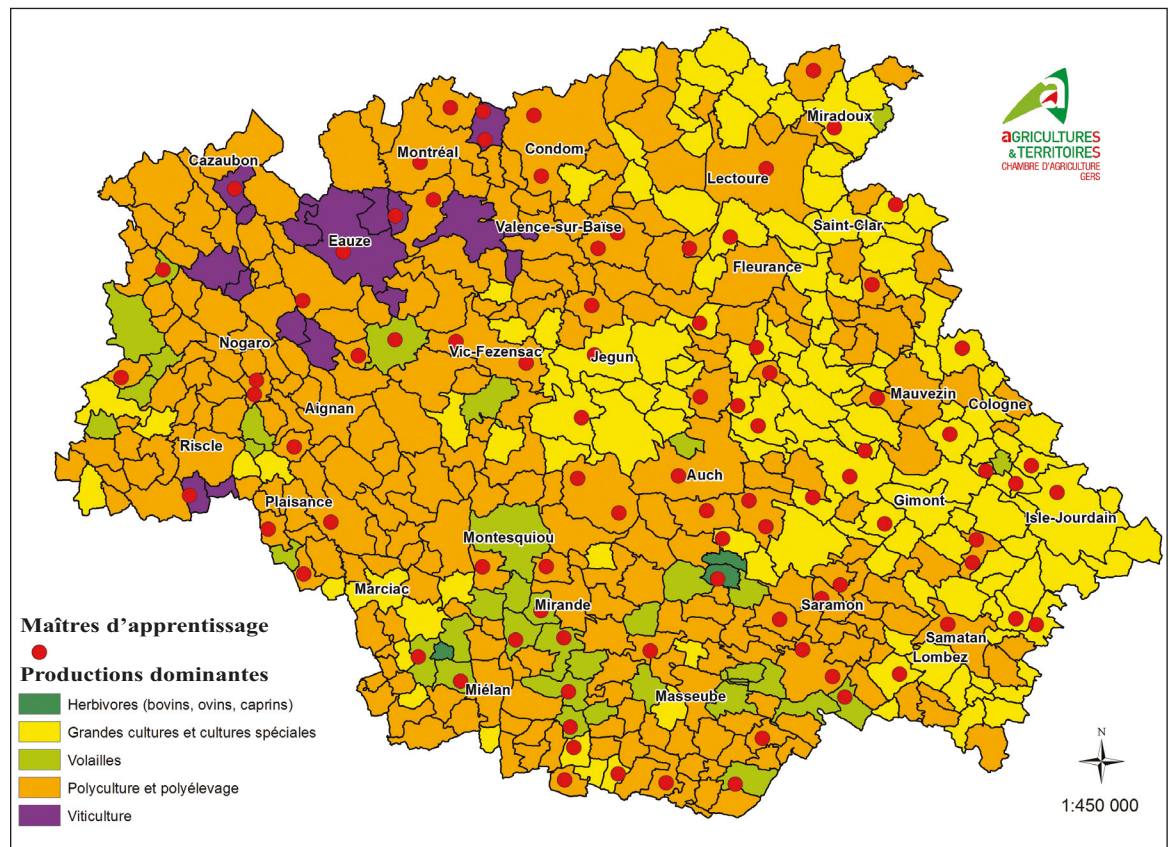 aGRICULTURES
& TERRITOIRES
CHAMBRE D'AGRICULTURE
GERS
Miradoux
Condom
Montréal
Cazaubon
Lectoure
Saint-Clar
Valence-sur-Baïse
Eauze
Fleurance
Nogaro
Vic-Fezensac
Jegun
Mauvezin
Cologne
Aignan
Riscle
Auch
Plaisance
Gimont
Isle-Jourdain
Montesquiou
Marciac
Mirande
Saramon
Samatan
Lombez
Miélan
Masseube
Maîtres d'apprentissage
Productions dominantes
Herbivores (bovins, ovins, caprins)
Grandes cultures et cultures spéciales
Volailles
Polyculture et polyélevage
Viticulture
N
1:450 000